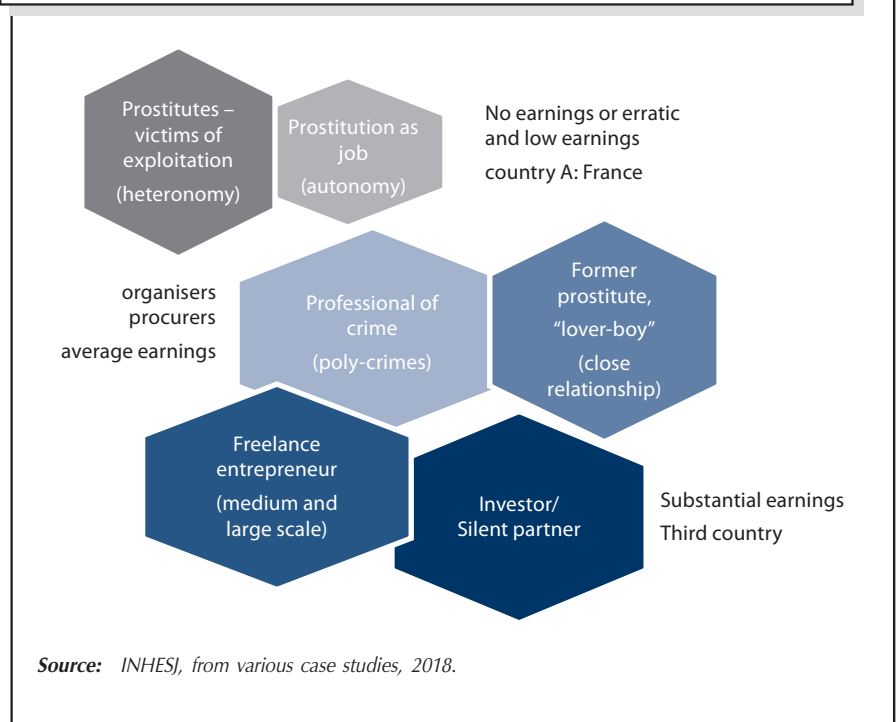 Prostitutes –
victims of
exploitation
(heteronomy)
Prostitution as
job
(autonomy)
No earnings or erratic
and low earnings
country A: France
organisers
procurers
average earnings
Professional of
crime
(poly-crimes)
Former
prostitute,
“lover-boy”
(close
relationship)
Freelance
entrepreneur
(medium and
large scale)
Investor/
Silent partner
Substantial earnings
Third country
Source: INHESJ, from various case studies, 2018.